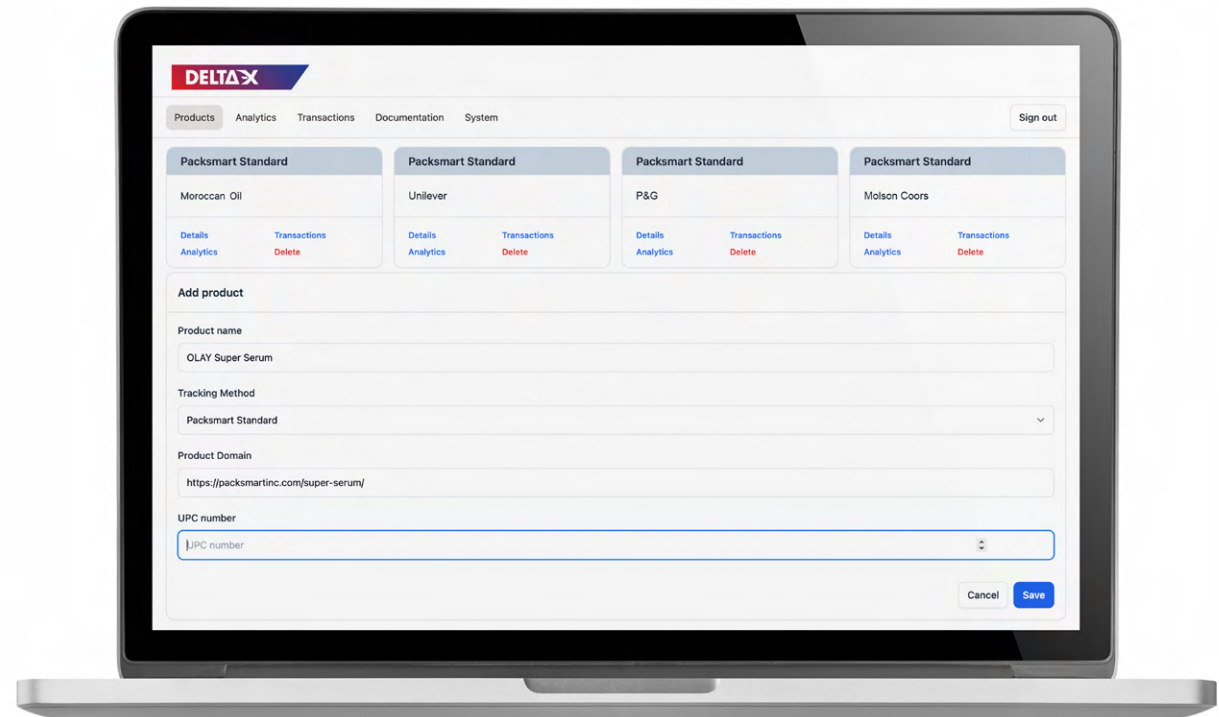 DELTAX
Products Analytics Transactions Documentation System Sign out
Packsmart Standard Packsmart Standard Packsmart Standard Packsmart Standard
Moroccan Oil Unilever P&G Molson Coors
Details Transactions Details Transactions Details Transactions Details Transactions
Analytics Delete Analytics Delete Analytics Delete Analytics Delete
Add product
Product name
OLAY Super Serum
Tracking Method
Packsmart Standard
Product Domain
https://packsmartinc.com/super-serum/
UPC number
UPC number
Cancel Save